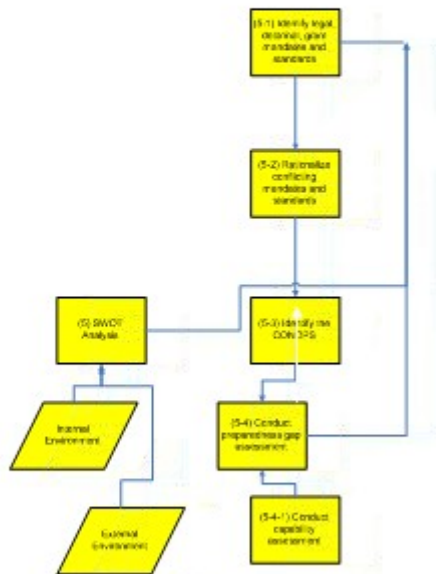 (5-1) Identify legal,
doctrinal, grant
mandates and
standards
(5-2) Rationalize
conflicting
mandates and
standards
(5) SWOT
Analysis
(5-3) Identify the
CONOPS
Internal
Environment
(5-4) Conduct
preparedness gap
assessment
External
Environment
(5-4-1) Conduct
capability
assessment